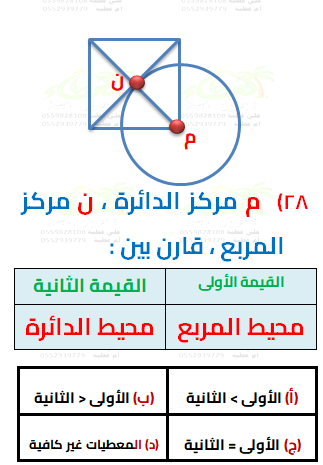 ن
م
٢٨) م مركز الدائرة ، ن مركز
المربع ، قارن بين :
القيمة الأولى
القيمة الثانية
محيط المربع
محيط الدائرة
(أ) الأولى > الثانية
(ب) الأولى < الثانية
(ج) الأولى = الثانية
(د) المعطيات غير كافية